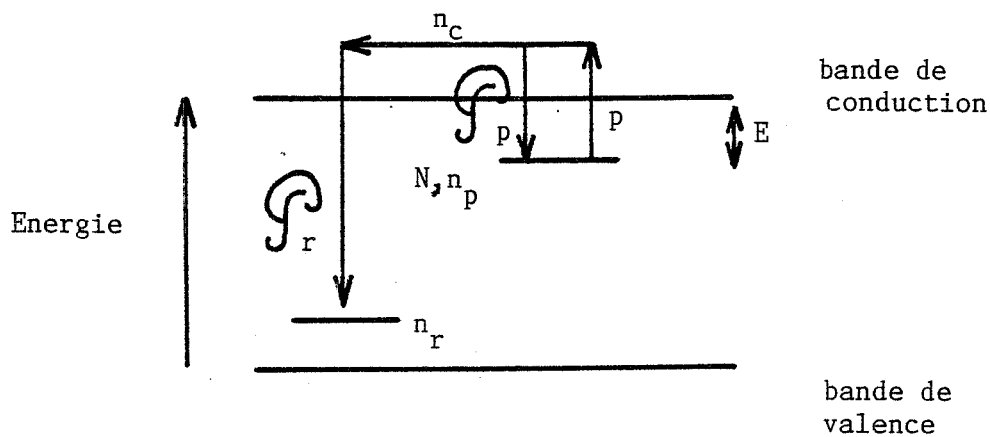 n_c
bande de
conduction
p
p
E
N, n_p
Energie
r
n_r
bande de
valence